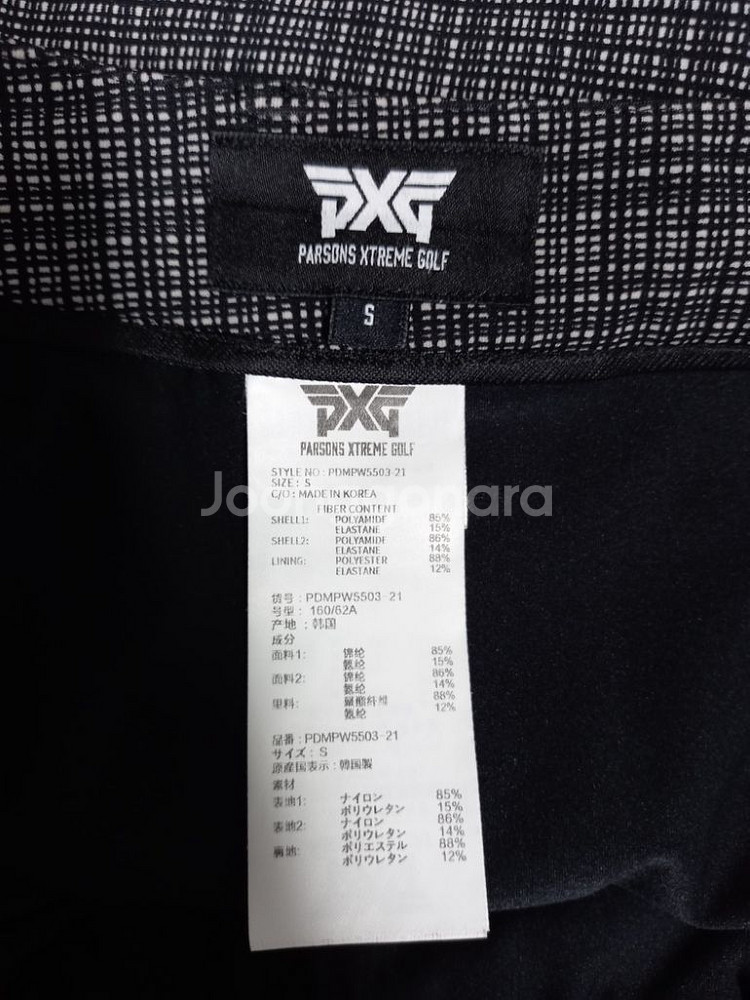 PXG
PARSONS XTREME GOLF
S
PXG
PARSONS XTREME GOLF
STYLE NO : PDMPW5503-21
SIZE : S
C/O : MADE IN KOREA
Joongonara
FIBER CONTENT
SHELL1: POLYAMIDE 85%
ELASTANE 15%
SHELL2: POLYAMIDE 86%
ELASTANE 14%
LINING: POLYESTER 88%
ELASTANE 12%
货号 : PDMPW5503-21
号型 : 160/62A
产地 : 韩国
成分
面料1: 锦纶 85%
氨纶 15%
面料2: 锦纶 86%
氨纶 14%
里料: 聚酯纤维 88%
氨纶 12%
品番 : PDMPW5503-21
サイズ : S
原産国表示 : 韓国製
素材
表地1: ナイロン 85%
ポリウレタン 15%
表地2: ナイロン 86%
ポリウレタン 14%
裏地: ポリエステル 88%
ポリウレタン 12%